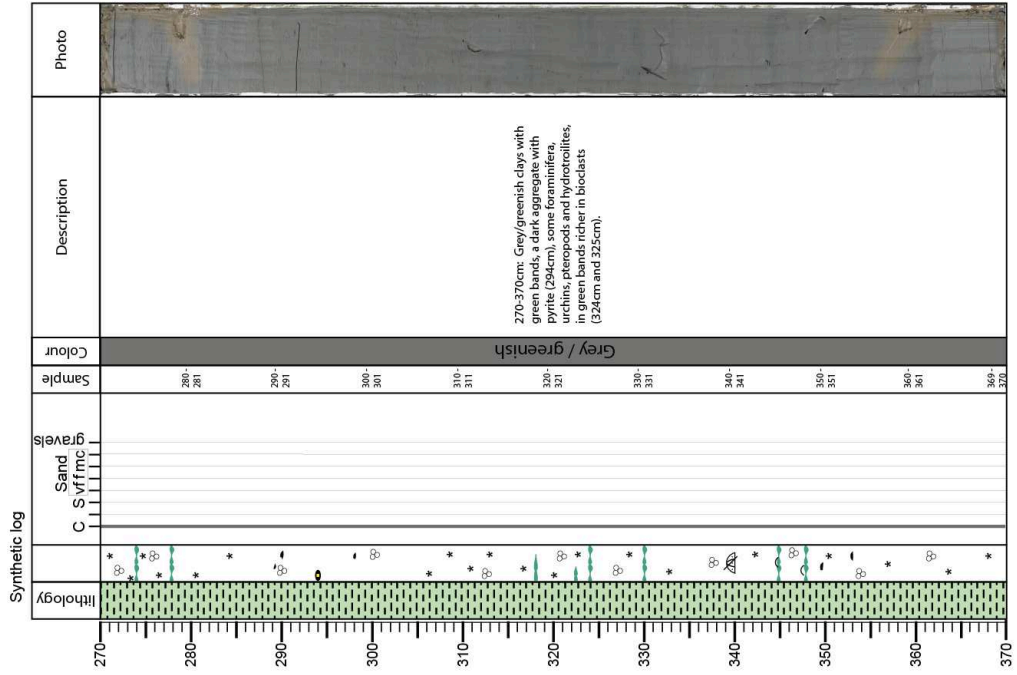 Synthetic log
lithology
C
S
vf f m c
Sand
gravels
Sample
Colour
Description
Photo
270
280
290
300
310
320
330
340
350
360
370
280-
281
290-
291
300-
301
310-
311
320-
321
330-
331
340-
341
350-
351
360-
361
369-
370
Grey / greenish
270-370cm: Grey/greenish clays with
green bands, a dark aggregate with
pyrite (294cm), some foraminifera,
urchins, pteropods and hydrotroilites,
in green bands richer in bioclasts
(324cm and 325cm).